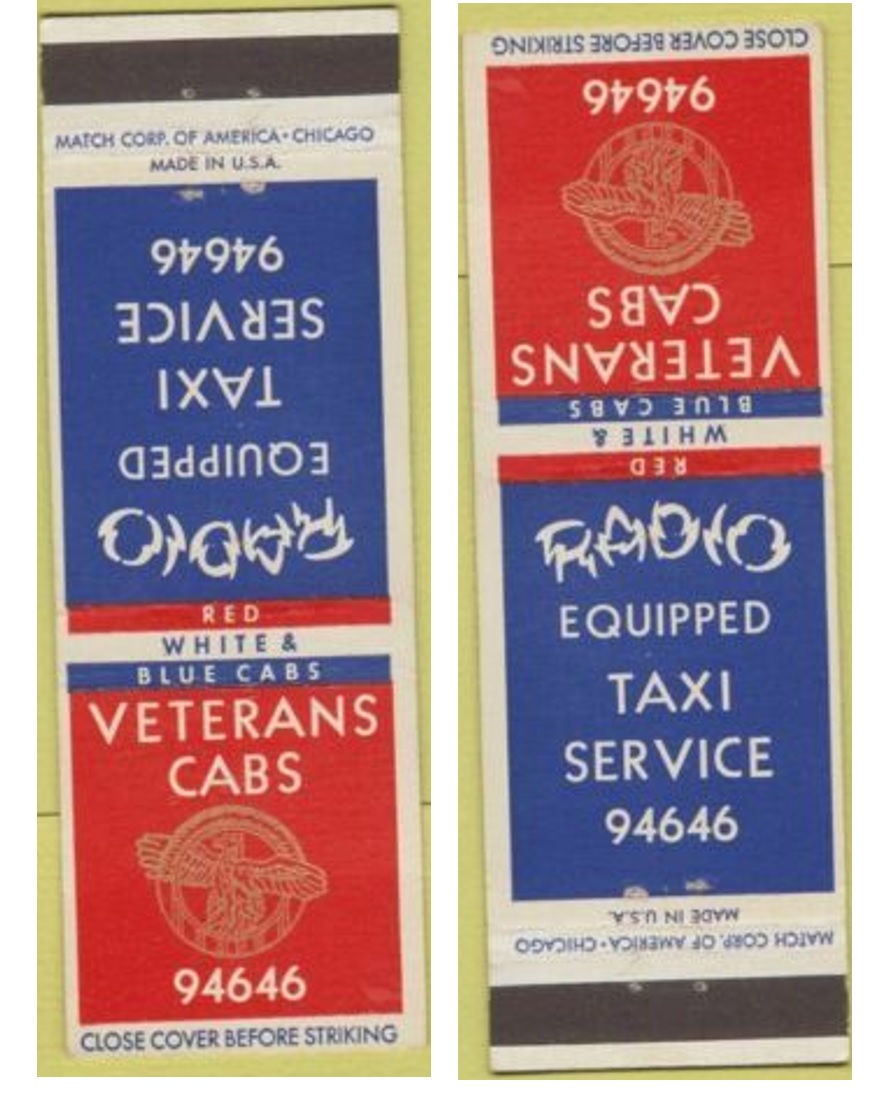 MATCH CORP. OF AMERICA · CHICAGO
MADE IN U.S.A.
94646
SERVICE
TAXI
EQUIPPED
RADIO
RED
WHITE &
BLUE CABS
VETERANS
CABS
94646
CLOSE COVER BEFORE STRIKING
CLOSE COVER BEFORE STRIKING
94646
CABS
VETERANS
BLUE CABS
WHITE &
RED
RADIO
EQUIPPED
TAXI
SERVICE
94646
MADE IN U.S.A.
MATCH CORP. OF AMERICA · CHICAGO